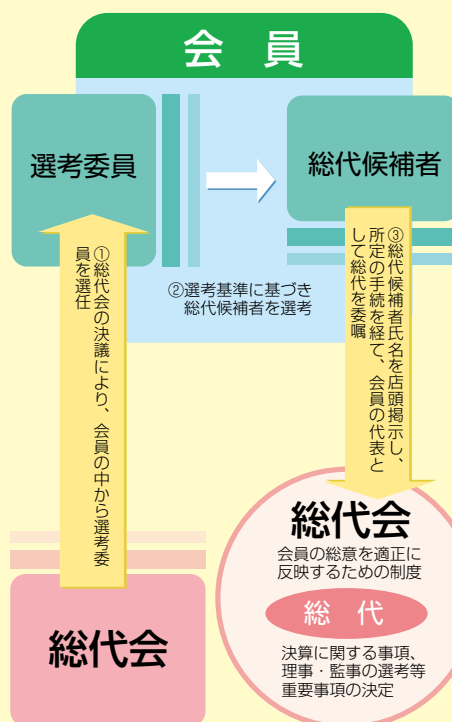 会 員
選考委員
総代候補者
①総代会の決議により、会員の中から選考委
員を選任
②選考基準に基づき
総代候補者を選考
③総代候補者氏名を店頭掲示し、
所定の手続を経て、会員の代表と
して総代を委嘱
総代会
総代会
会員の総意を適正に
反映するための制度
総 代
決算に関する事項、
理事・監事の選考等
重要事項の決定